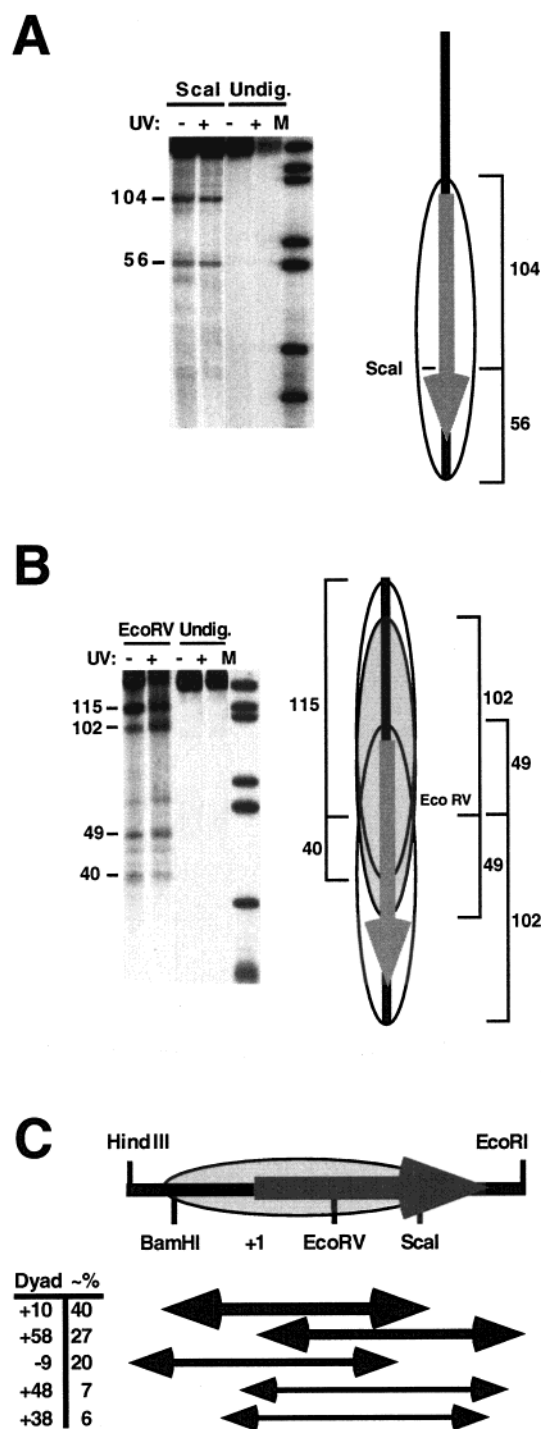 A
ScaI Undig.
UV: - + - + M
104
56
104
ScaI
56
B
EcoRV Undig.
UV: - + - + M
115
102
49
40
115
102
49
Eco RV
40
49
102
C
HindIII EcoRI
BamHI +1 EcoRV ScaI
Dyad ~%
+10 40
+58 27
-9 20
+48 7
+38 6